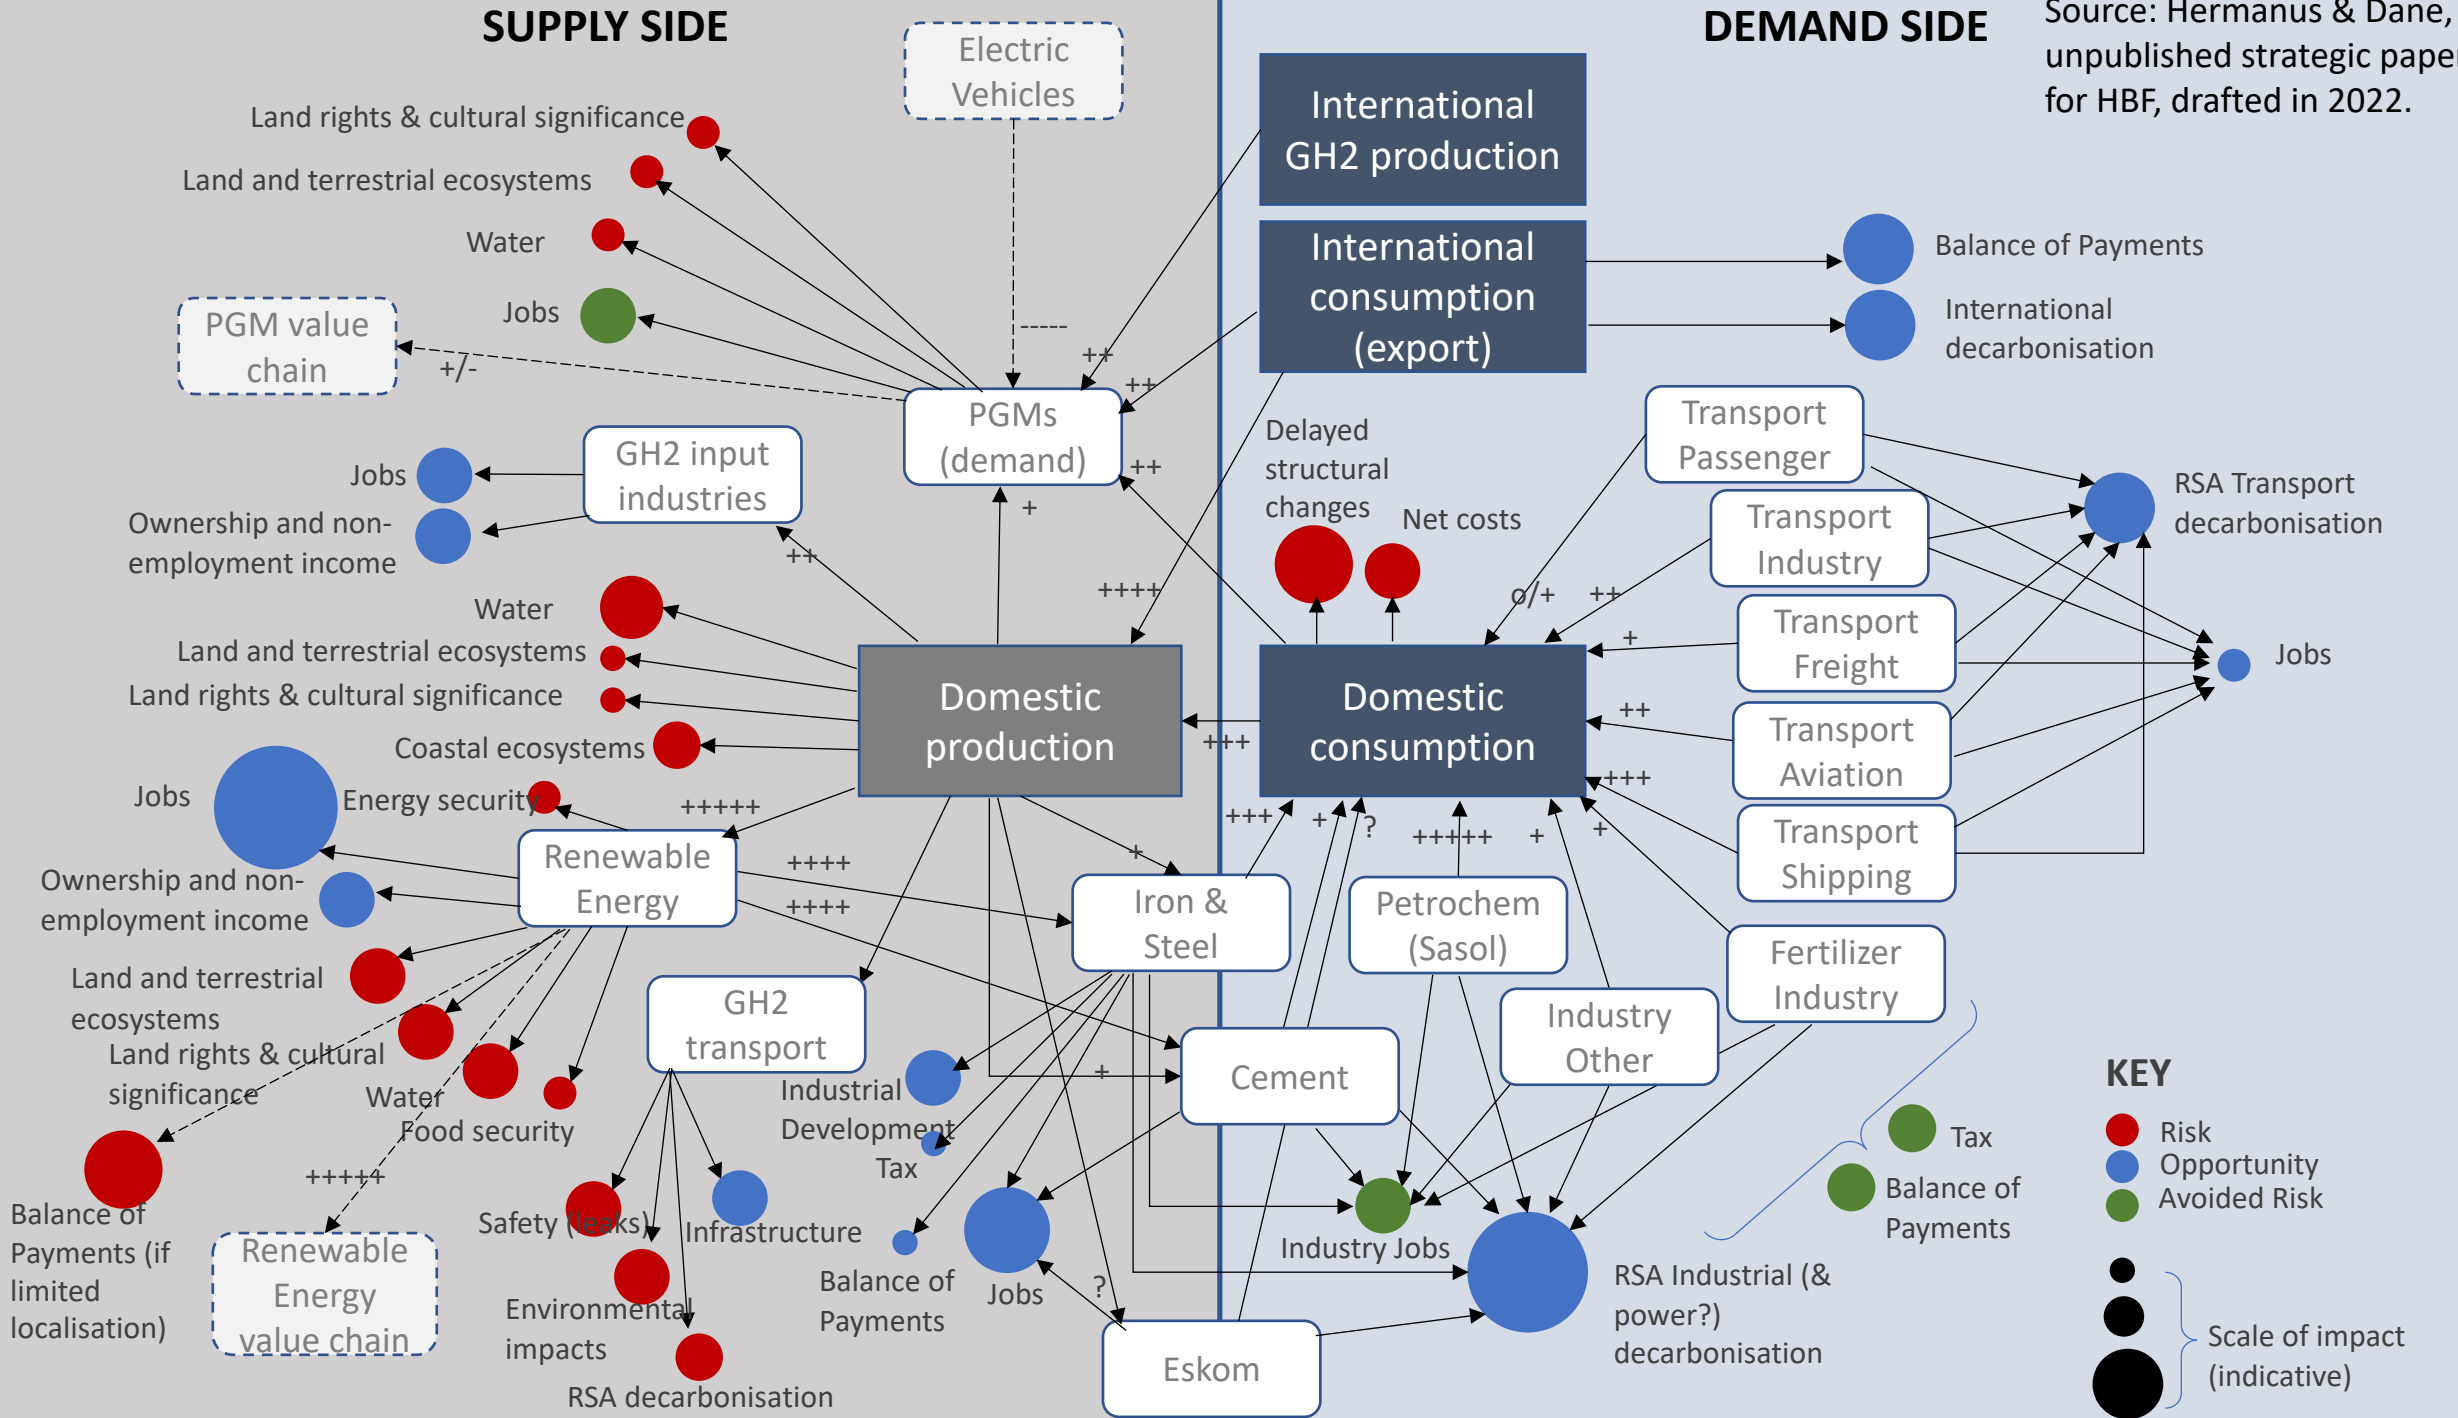 SUPPLY SIDE
DEMAND SIDE
Source: Hermanus & Dane,
unpublished strategic paper
for HBF, drafted in 2022.
Electric
Vehicles
International
GH2 production
Land rights & cultural significance
Land and terrestrial ecosystems
Water
Jobs
PGM value
chain
+/-
-----
++
++
++
+
PGMs
(demand)
International
consumption
(export)
Balance of Payments
International
decarbonisation
GH2 input
industries
Jobs
Ownership and non-
employment income
++
++++
Delayed
structural
changes
Net costs
Transport
Passenger
Transport
Industry
Transport
Freight
Transport
Aviation
Transport
Shipping
RSA Transport
decarbonisation
Jobs
o/+
++
+
++
+++
Water
Land and terrestrial ecosystems
Land rights & cultural significance
Coastal ecosystems
Domestic
production
+++
Domestic
consumption
Jobs
Energy security
+++++
Renewable
Energy
++++
++++
+
+++
+
?
+++++
+
+
Ownership and non-
employment income
Land and terrestrial
ecosystems
Land rights & cultural
significance
Water
Food security
+++++
Balance of
Payments (if
limited
localisation)
Renewable
Energy
value chain
GH2
transport
Safety (leaks)
Infrastructure
Environmental
impacts
RSA decarbonisation
Iron &
Steel
Petrochem
(Sasol)
Industry
Other
Fertilizer
Industry
Cement
+
Industrial
Development
Tax
Balance of
Payments
Jobs
?
Eskom
Industry Jobs
RSA Industrial (&
power?)
decarbonisation
Tax
Balance of
Payments
KEY
Risk
Opportunity
Avoided Risk
Scale of impact
(indicative)